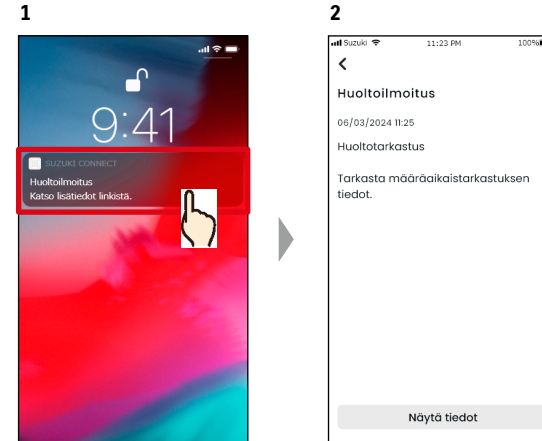 1
9:41
SUZUKI CONNECT
Huoltoilmoitus
Katso lisätiedot linkistä.
2
Suzuki 11:23 PM 100%
Huoltoilmoitus
06/03/2024 11:25
Huoltotarkastus
Tarkasta määräaikaistarkastuksen
tiedot.
Näytä tiedot